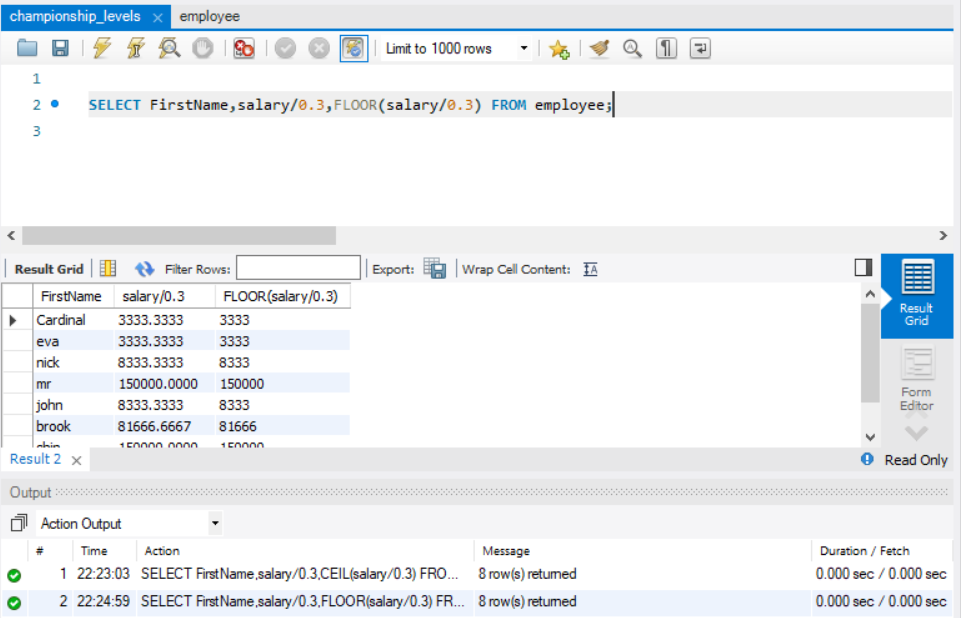 championship_levels × employee
Limit to 1000 rows
1
2 SELECT FirstName,salary/0.3,FLOOR(salary/0.3) FROM employee;
3
Result Grid Filter Rows: Export: Wrap Cell Content: IA
FirstName salary/0.3 FLOOR(salary/0.3)
Cardinal 3333.3333 3333
eva 3333.3333 3333
nick 8333.3333 8333
mr 150000.0000 150000
john 8333.3333 8333
brook 81666.6667 81666
150000.0000 150000
Result
Grid
Form
Editor
Result 2 × Read Only
Output
Action Output
# Time Action Message Duration / Fetch
1 22:23:03 SELECT FirstName,salary/0.3,CEIL(salary/0.3) FRO... 8 row(s) returned 0.000 sec / 0.000 sec
2 22:24:59 SELECT FirstName,salary/0.3,FLOOR(salary/0.3) FR... 8 row(s) returned 0.000 sec / 0.000 sec